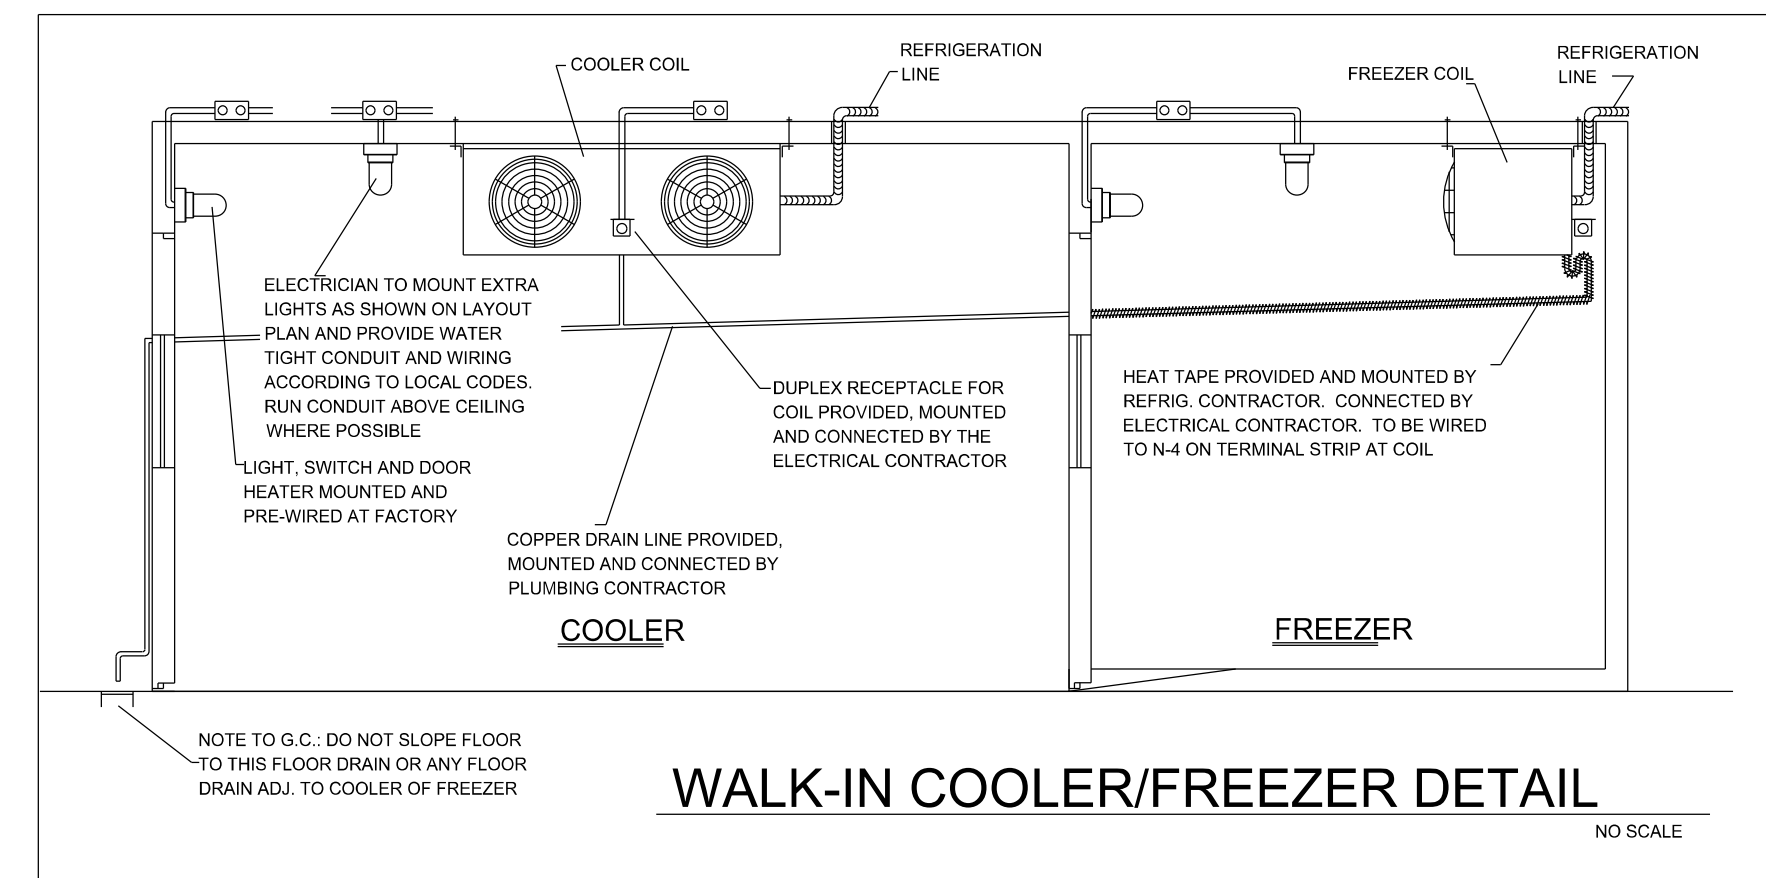 COOLER COIL
REFRIGERATION
LINE
FREEZER COIL
REFRIGERATION
LINE
ELECTRICIAN TO MOUNT EXTRA
LIGHTS AS SHOWN ON LAYOUT
PLAN AND PROVIDE WATER
TIGHT CONDUIT AND WIRING
ACCORDING TO LOCAL CODES.
RUN CONDUIT ABOVE CEILING
WHERE POSSIBLE
LIGHT, SWITCH AND DOOR
HEATER MOUNTED AND
PRE-WIRED AT FACTORY
DUPLEX RECEPTACLE FOR
COIL PROVIDED, MOUNTED
AND CONNECTED BY THE
ELECTRICAL CONTRACTOR
HEAT TAPE PROVIDED AND MOUNTED BY
REFRIG. CONTRACTOR. CONNECTED BY
ELECTRICAL CONTRACTOR. TO BE WIRED
TO N-4 ON TERMINAL STRIP AT COIL
COPPER DRAIN LINE PROVIDED,
MOUNTED AND CONNECTED BY
PLUMBING CONTRACTOR
COOLER
FREEZER
NOTE TO G.C.: DO NOT SLOPE FLOOR
TO THIS FLOOR DRAIN OR ANY FLOOR
DRAIN ADJ. TO COOLER OF FREEZER
WALK-IN COOLER/FREEZER DETAIL
NO SCALE